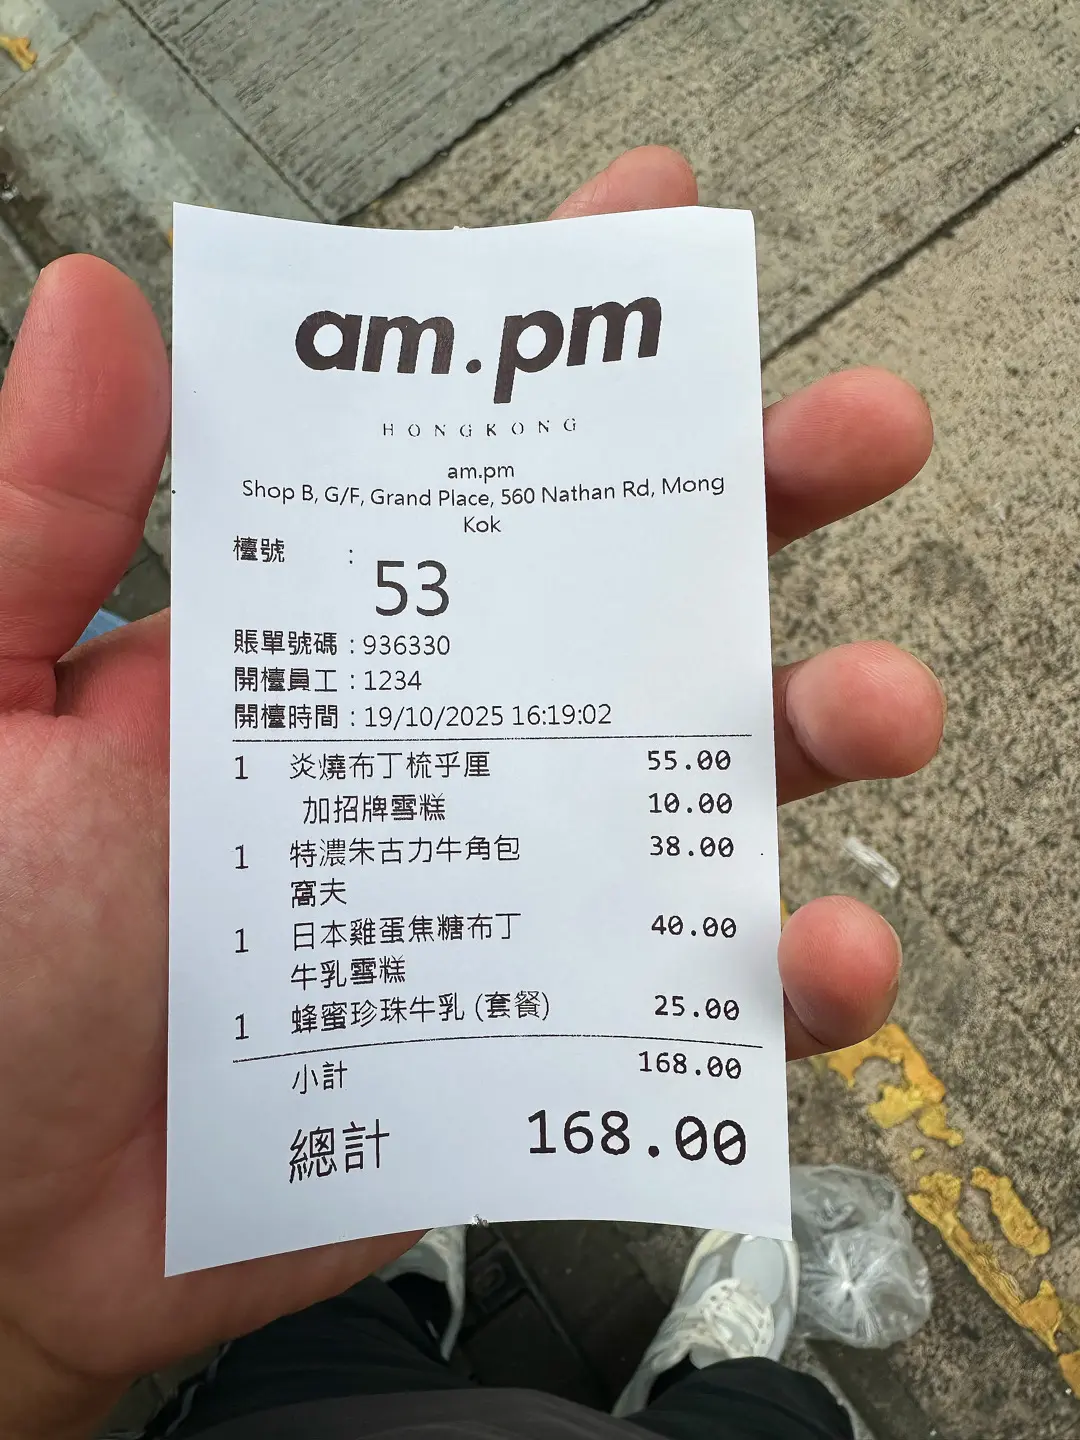 am.pm
HONGKONG
am.pm
Shop B, G/F, Grand Place, 560 Nathan Rd, Mong
Kok
檯號 :
53
賬單號碼 : 936330
開檯員工 : 1234
開檯時間 : 19/10/2025 16:19:02
1 炎燒布丁梳乎厘 55.00
加招牌雪糕 10.00
1 特濃朱古力牛角包 38.00
窩夫
1 日本雞蛋焦糖布丁 40.00
牛乳雪糕
1 蜂蜜珍珠牛乳 (套餐) 25.00
小計 168.00
總計 168.00